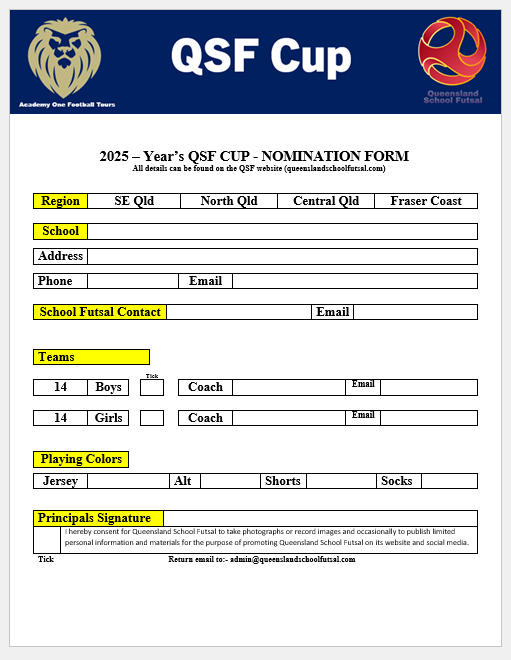 QSF Cup
Academy One Football Tours
Queensland
School Futsal
2025 – Year's QSF CUP - NOMINATION FORM
All details can be found on the QSF website (queenslandschoolfutsal.com)
Region SE Qld North Qld Central Qld Fraser Coast
School
Address
Phone Email
School Futsal Contact Email
Teams
Tick
14 Boys Coach Email
14 Girls Coach Email
Playing Colors
Jersey Alt Shorts Socks
Principals Signature
I hereby consent for Queensland School Futsal to take photographs or record images and occasionally to publish limited
personal information and materials for the purpose of promoting Queensland School Futsal on its website and social media.
Tick Return email to:- admin@queenslandschoolfutsal.com